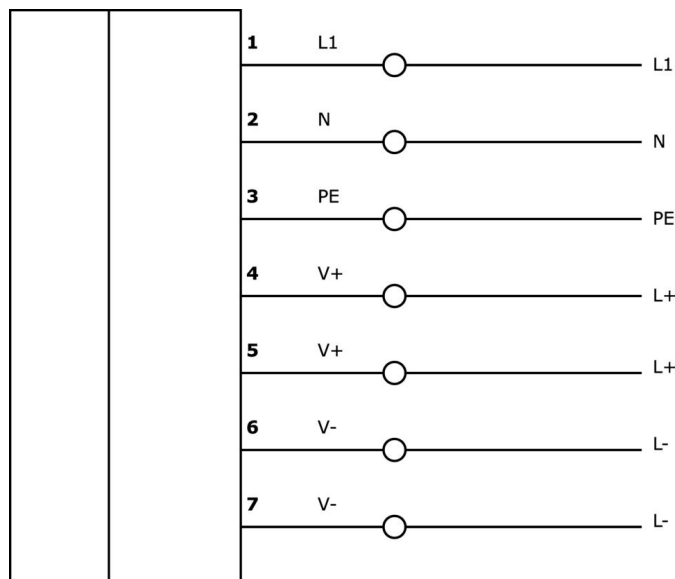 1 L1 L1
2 N N
3 PE PE
4 V+ L+
5 V+ L+
6 V- L-
7 V- L-